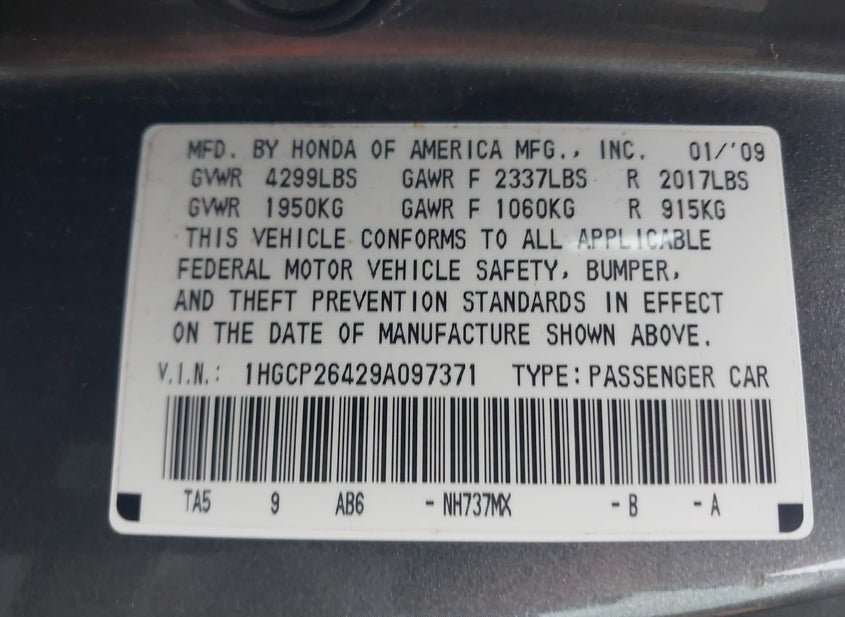 MFD. BY HONDA OF AMERICA MFG., INC. 01/'09
GVWR 4299LBS GAWR F 2337LBS R 2017LBS
GVWR 1950KG GAWR F 1060KG R 915KG
THIS VEHICLE CONFORMS TO ALL APPLICABLE
FEDERAL MOTOR VEHICLE SAFETY, BUMPER,
AND THEFT PREVENTION STANDARDS IN EFFECT
ON THE DATE OF MANUFACTURE SHOWN ABOVE.
V.I.N.: 1HGCP26429A097371 TYPE: PASSENGER CAR
TA5 9 AB6 - NH737MX - B - A